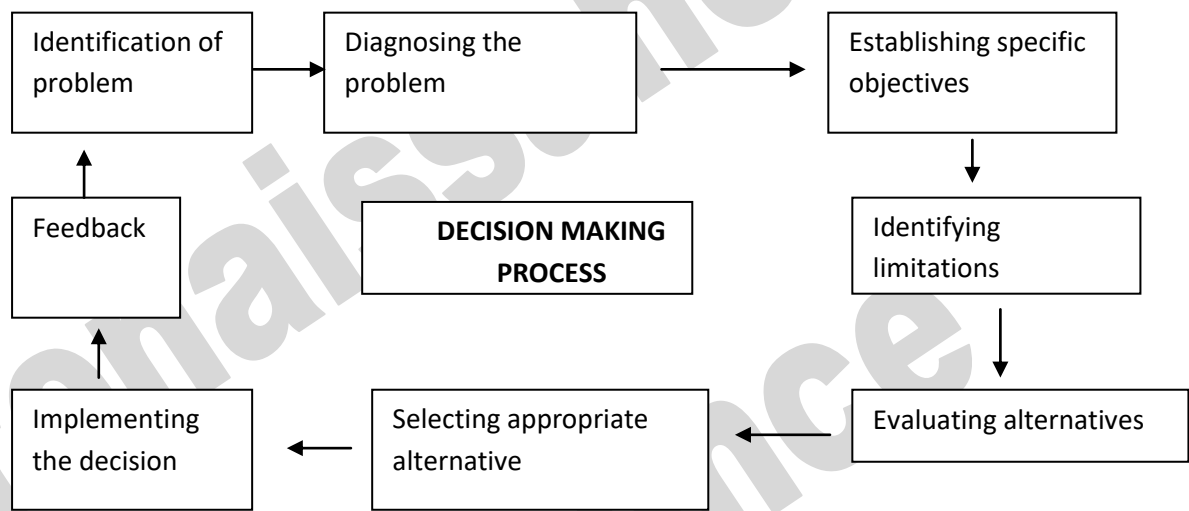 Identification of
problem
Diagnosing the
problem
Establishing specific
objectives
Feedback
DECISION MAKING
PROCESS
Identifying
limitations
Implementing
the decision
Selecting appropriate
alternative
Evaluating alternatives